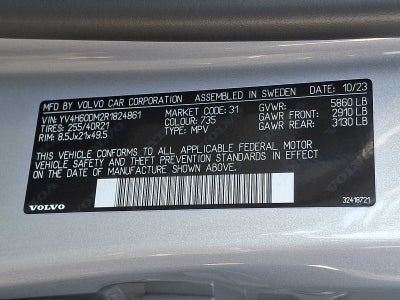 MFD BY: VOLVO CAR CORPORATION ASSEMBLED IN SWEDEN 10/23
VIN: YV4H60DM2R1824861 MARKET CODE: 31 GVWR: 5860 LB
TIRES: 255/40R21 COLOUR: 735 GAWR FRONT: 2910 LB
RIMS: 8.5Jx21x49.5 TYPE: MPV GAWR REAR: 3130 LB
THIS VEHICLE CONFORMS TO ALL APPLICABLE FEDERAL MOTOR
VEHICLE SAFETY AND THEFT PREVENTION STANDARDS IN EFFECT ON
THE DATE OF MANUFACTURE SHOWN ABOVE.
VOLVO 32418721